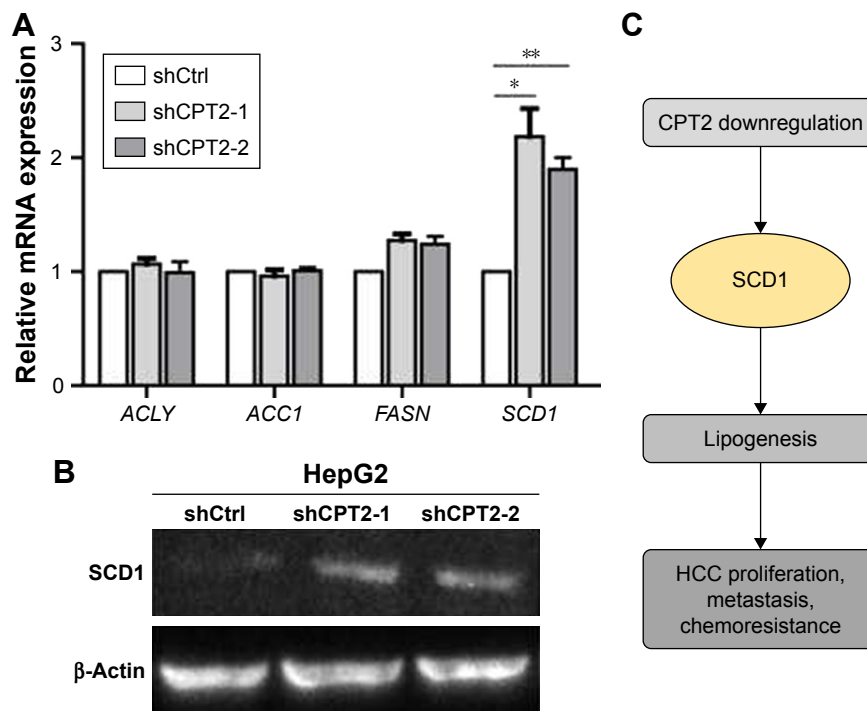 A
Relative mRNA expression
3
2
1
0
shCtrl
shCPT2-1
shCPT2-2
**
*
ACLY
ACC1
FASN
SCD1
B
HepG2
shCtrl
shCPT2-1
shCPT2-2
SCD1
β-Actin
C
CPT2 downregulation
SCD1
Lipogenesis
HCC proliferation,
metastasis,
chemoresistance